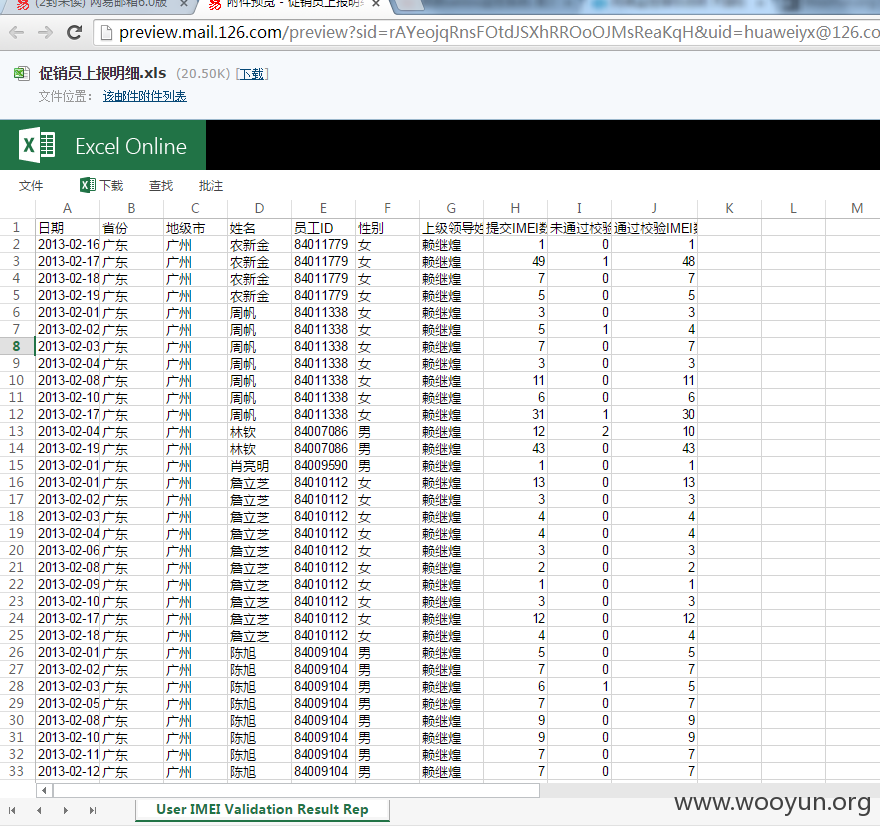 (2封未读) 网易邮箱6.0版
附件预览 - 促销员上报明
preview.mail.126.com/preview?sid=rAYeojqRnsFOtdJSXhRROoOJMsReaKqH&uid=huaweiyx@126.co
促销员上报明细.xls (20.50K) [下载]
文件位置： 该邮件附件列表
Excel Online
文件 下载 查找 批注
A B C D E F G H I J K L M
1 日期 省份 地级市 姓名 员工ID 性别 上级领导姓 提交IMEI数 未通过校验 通过校验IMEI
2 2013-02-16 广东 广州 农新金 84011779 女 赖继煌 1 0 1
3 2013-02-17 广东 广州 农新金 84011779 女 赖继煌 49 1 48
4 2013-02-18 广东 广州 农新金 84011779 女 赖继煌 7 0 7
5 2013-02-19 广东 广州 农新金 84011779 女 赖继煌 5 0 5
6 2013-02-01 广东 广州 周帆 84011338 女 赖继煌 3 0 3
7 2013-02-02 广东 广州 周帆 84011338 女 赖继煌 5 1 4
8 2013-02-03 广东 广州 周帆 84011338 女 赖继煌 7 0 7
9 2013-02-04 广东 广州 周帆 84011338 女 赖继煌 3 0 3
10 2013-02-08 广东 广州 周帆 84011338 女 赖继煌 11 0 11
11 2013-02-10 广东 广州 周帆 84011338 女 赖继煌 6 0 6
12 2013-02-17 广东 广州 周帆 84011338 女 赖继煌 31 1 30
13 2013-02-04 广东 广州 林钦 84007086 男 赖继煌 12 2 10
14 2013-02-19 广东 广州 林钦 84007086 男 赖继煌 43 0 43
15 2013-02-01 广东 广州 肖亮明 84009590 男 赖继煌 1 0 1
16 2013-02-01 广东 广州 詹立芝 84010112 女 赖继煌 13 0 13
17 2013-02-02 广东 广州 詹立芝 84010112 女 赖继煌 3 0 3
18 2013-02-03 广东 广州 詹立芝 84010112 女 赖继煌 4 0 4
19 2013-02-04 广东 广州 詹立芝 84010112 女 赖继煌 4 0 4
20 2013-02-06 广东 广州 詹立芝 84010112 女 赖继煌 3 0 3
21 2013-02-08 广东 广州 詹立芝 84010112 女 赖继煌 2 0 2
22 2013-02-09 广东 广州 詹立芝 84010112 女 赖继煌 1 0 1
23 2013-02-10 广东 广州 詹立芝 84010112 女 赖继煌 3 0 3
24 2013-02-17 广东 广州 詹立芝 84010112 女 赖继煌 12 0 12
25 2013-02-18 广东 广州 詹立芝 84010112 女 赖继煌 4 0 4
26 2013-02-01 广东 广州 陈旭 84009104 男 赖继煌 5 0 5
27 2013-02-02 广东 广州 陈旭 84009104 男 赖继煌 7 0 7
28 2013-02-03 广东 广州 陈旭 84009104 男 赖继煌 6 1 5
29 2013-02-05 广东 广州 陈旭 84009104 男 赖继煌 7 0 7
30 2013-02-08 广东 广州 陈旭 84009104 男 赖继煌 9 0 9
31 2013-02-10 广东 广州 陈旭 84009104 男 赖继煌 9 0 9
32 2013-02-11 广东 广州 陈旭 84009104 男 赖继煌 7 0 7
33 2013-02-12 广东 广州 陈旭 84009104 男 赖继煌 7 0 7
User IMEI Validation Result Rep
www.wooyun.org